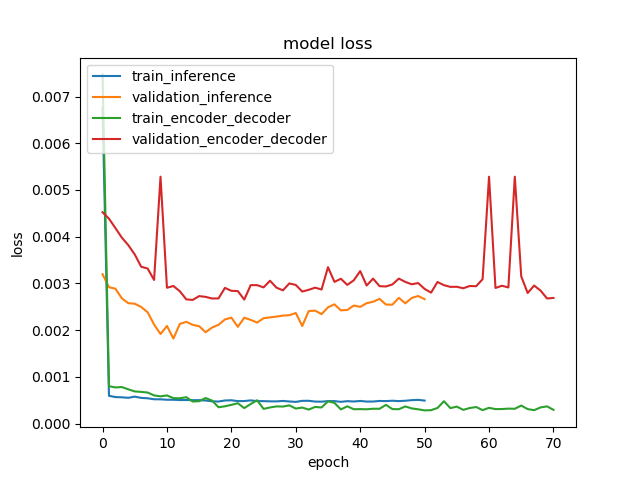 model loss
train_inference
validation_inference
train_encoder_decoder
validation_encoder_decoder
0.007
0.006
0.005
0.004
0.003
0.002
0.001
0.000
loss
0 10 20 30 40 50 60 70
epoch